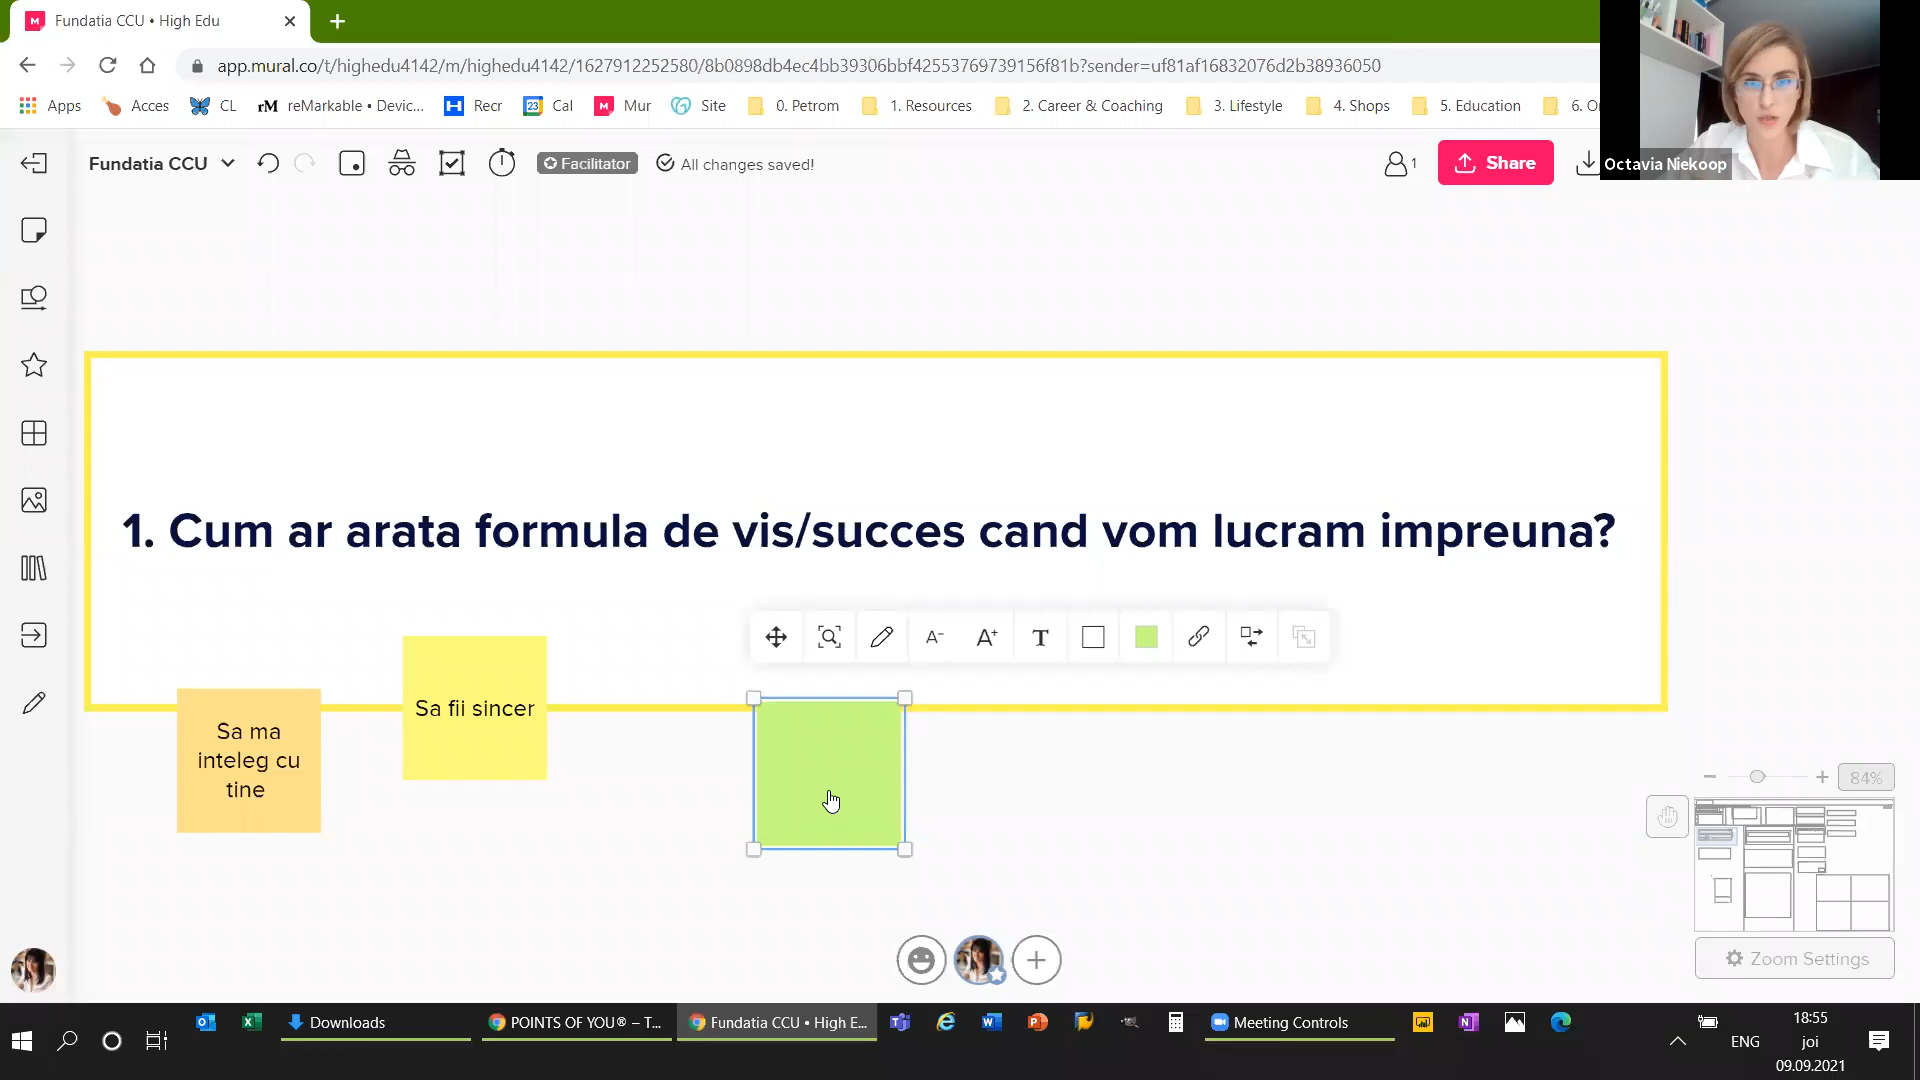 Fundatia CCU • High Edu
app.mural.co/t/highedu4142/m/highedu4142/1627912252580/8b0898db4ec4bb39306bbf42553769739156f81b?sender=uf81af16832076d2b38936050
Apps Acces CL reMarkable • Devic... Recr Cal Mur Site 0. Petrom 1. Resources 2. Career & Coaching 3. Lifestyle 4. Shops 5. Education 6. O
Fundatia CCU Facilitator All changes saved! 1 Share
Octavia Niekoop
1. Cum ar arata formula de vis/succes cand vom lucram impreuna?
A- A+ T
Sa ma
inteleg cu
tine
Sa fii sincer
84%
Zoom Settings
Downloads POINTS OF YOU® – T... Fundatia CCU • High E... Meeting Controls
ENG
18:55
joi
09.09.2021